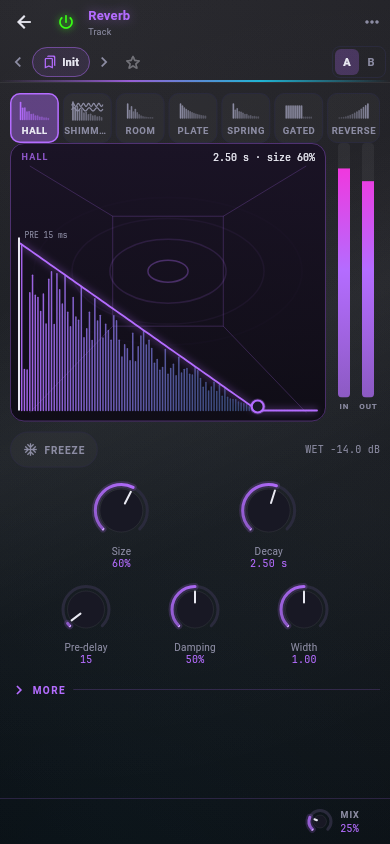 Reverb
Track
Init
A B
HALL SHIMM… ROOM PLATE SPRING GATED REVERSE
HALL 2.50 s · size 60%
PRE 15 ms
IN OUT
FREEZE WET -14.0 dB
Size Decay
60% 2.50 s
Pre-delay Damping Width
15 50% 1.00
MORE
MIX
25%